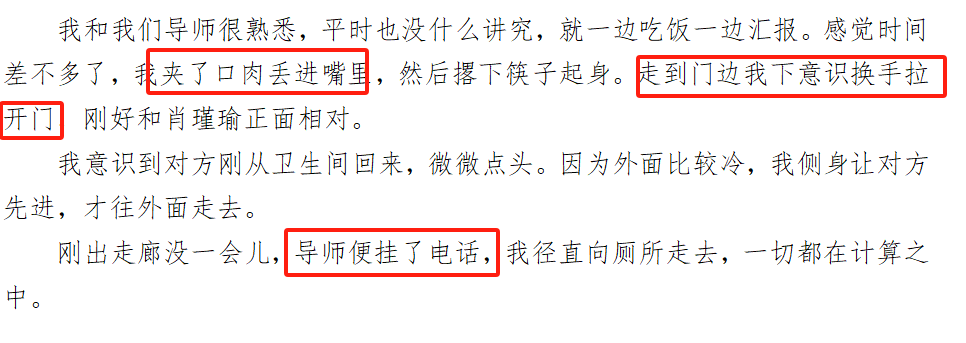 我和我们导师很熟悉，平时也没什么讲究，就一边吃饭一边汇报。感觉时间
差不多了，我夹了口肉丢进嘴里，然后撂下筷子起身。走到门边我下意识换手拉
开门，刚好和肖瑾瑜正面相对。
我意识到对方刚从卫生间回来，微微点头。因为外面比较冷，我侧身让对方
先进，才往外面走去。
刚出走廊没一会儿，导师便挂了电话，我径直向厕所走去，一切都在计算之
中。